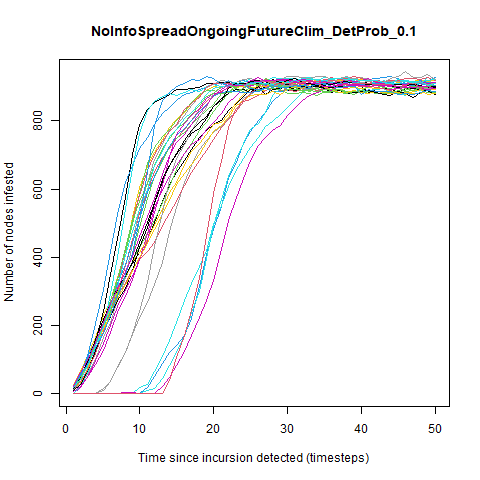 NoInfoSpreadOngoingFutureClim_DetProb_0.1
Number of nodes infested
800
600
400
200
0
0 10 20 30 40 50
Time since incursion detected (timesteps)